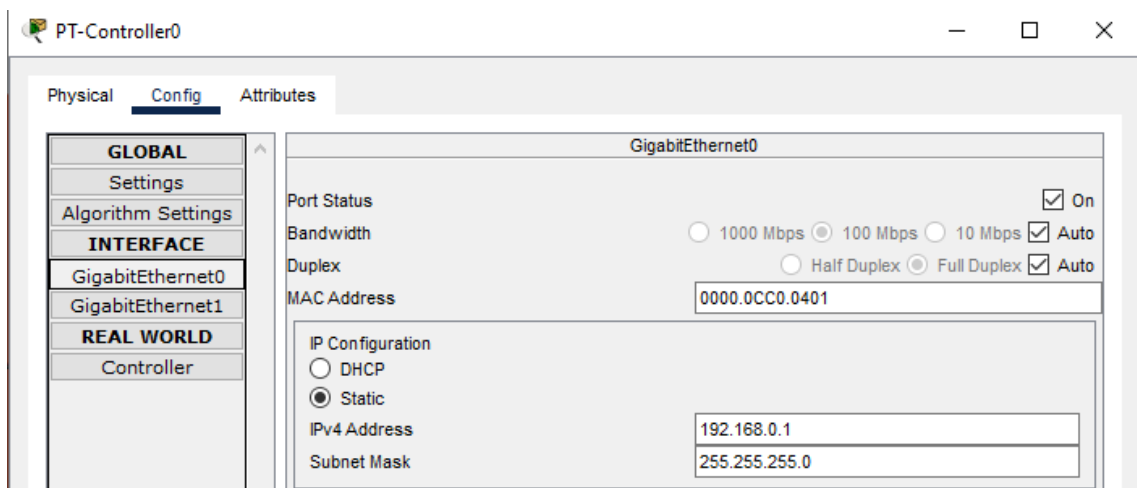 PT-Controller0
Physical Config Attributes
GLOBAL
Settings
Algorithm Settings
INTERFACE
GigabitEthernet0
GigabitEthernet1
REAL WORLD
Controller
GigabitEthernet0
Port Status On
Bandwidth 1000 Mbps 100 Mbps 10 Mbps Auto
Duplex Half Duplex Full Duplex Auto
MAC Address 0000.0CC0.0401
IP Configuration
DHCP
Static
IPv4 Address 192.168.0.1
Subnet Mask 255.255.255.0